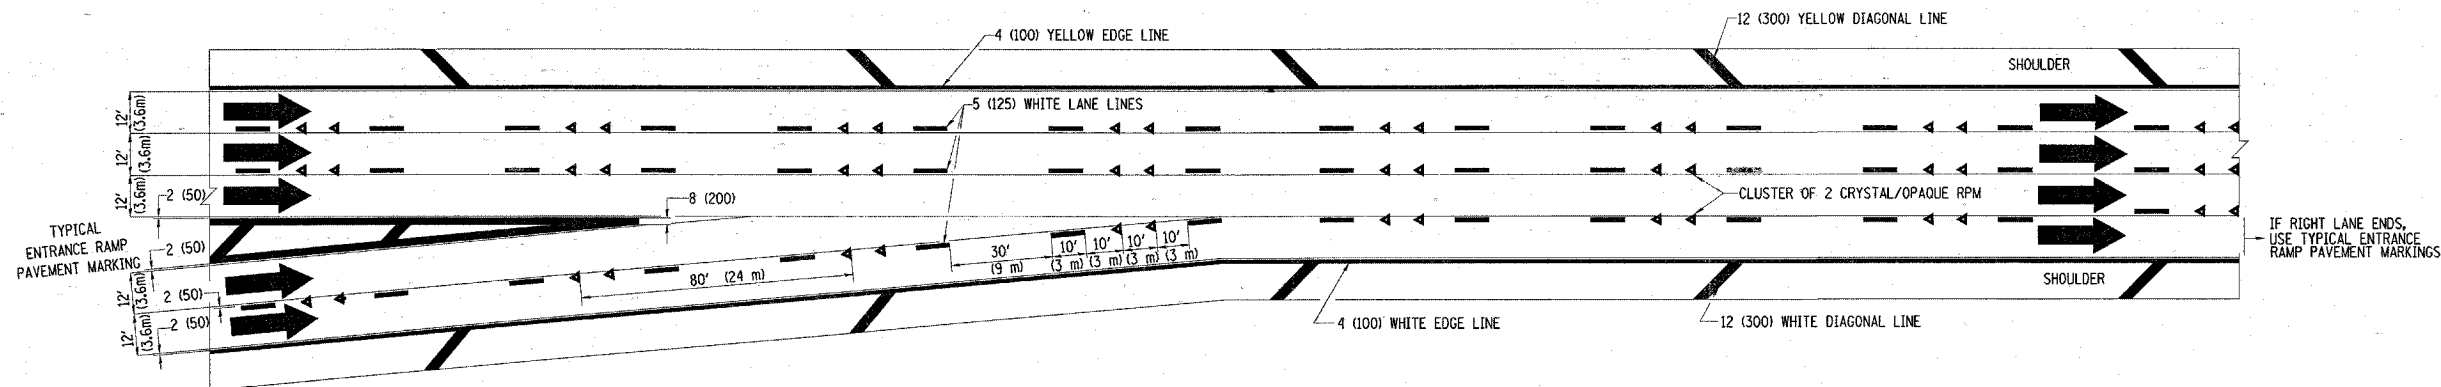 12 (300) YELLOW DIAGONAL LINE
4 (100) YELLOW EDGE LINE
SHOULDER
12'
(3.6m)
5 (125) WHITE LANE LINES
12'
(3.6m)
12'
(3.6m)
2 (50)
8 (200)
CLUSTER OF 2 CRYSTAL/OPAQUE RPM
TYPICAL
ENTRANCE RAMP
PAVEMENT MARKING
2 (50)
30'
(9 m)
10'
(3 m)
10'
(3 m)
10'
(3 m)
10'
(3 m)
IF RIGHT LANE ENDS,
USE TYPICAL ENTRANCE
RAMP PAVEMENT MARKINGS
80' (24 m)
SHOULDER
12'
(3.6m)
2 (50)
12'
(3.6m)
2 (50)
4 (100) WHITE EDGE LINE
12 (300) WHITE DIAGONAL LINE